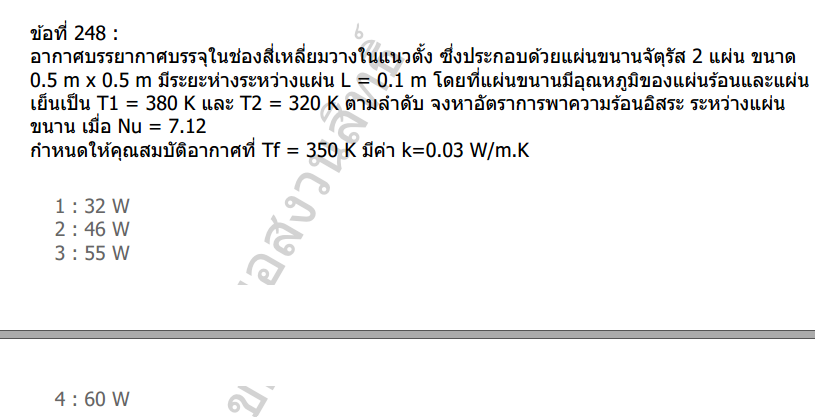 ข้อที่ 248 :
อากาศบรรยากาศบรรจุในช่องสี่เหลี่ยมวางในแนวตั้ง ซึ่งประกอบด้วยแผ่นขนานจัตุรัส 2 แผ่น ขนาด
0.5 m x 0.5 m มีระยะห่างระหว่างแผ่น L = 0.1 m โดยที่แผ่นขนานมีอุณหภูมิของแผ่นร้อนและแผ่น
เย็นเป็น T1 = 380 K และ T2 = 320 K ตามลำดับ จงหาอัตราการพาความร้อนอิสระ ระหว่างแผ่น
ขนาน เมื่อ Nu = 7.12
กำหนดให้คุณสมบัติอากาศที่ Tf = 350 K มีค่า k=0.03 W/m.K
1 : 32 W
2 : 46 W
3 : 55 W
4 : 60 W